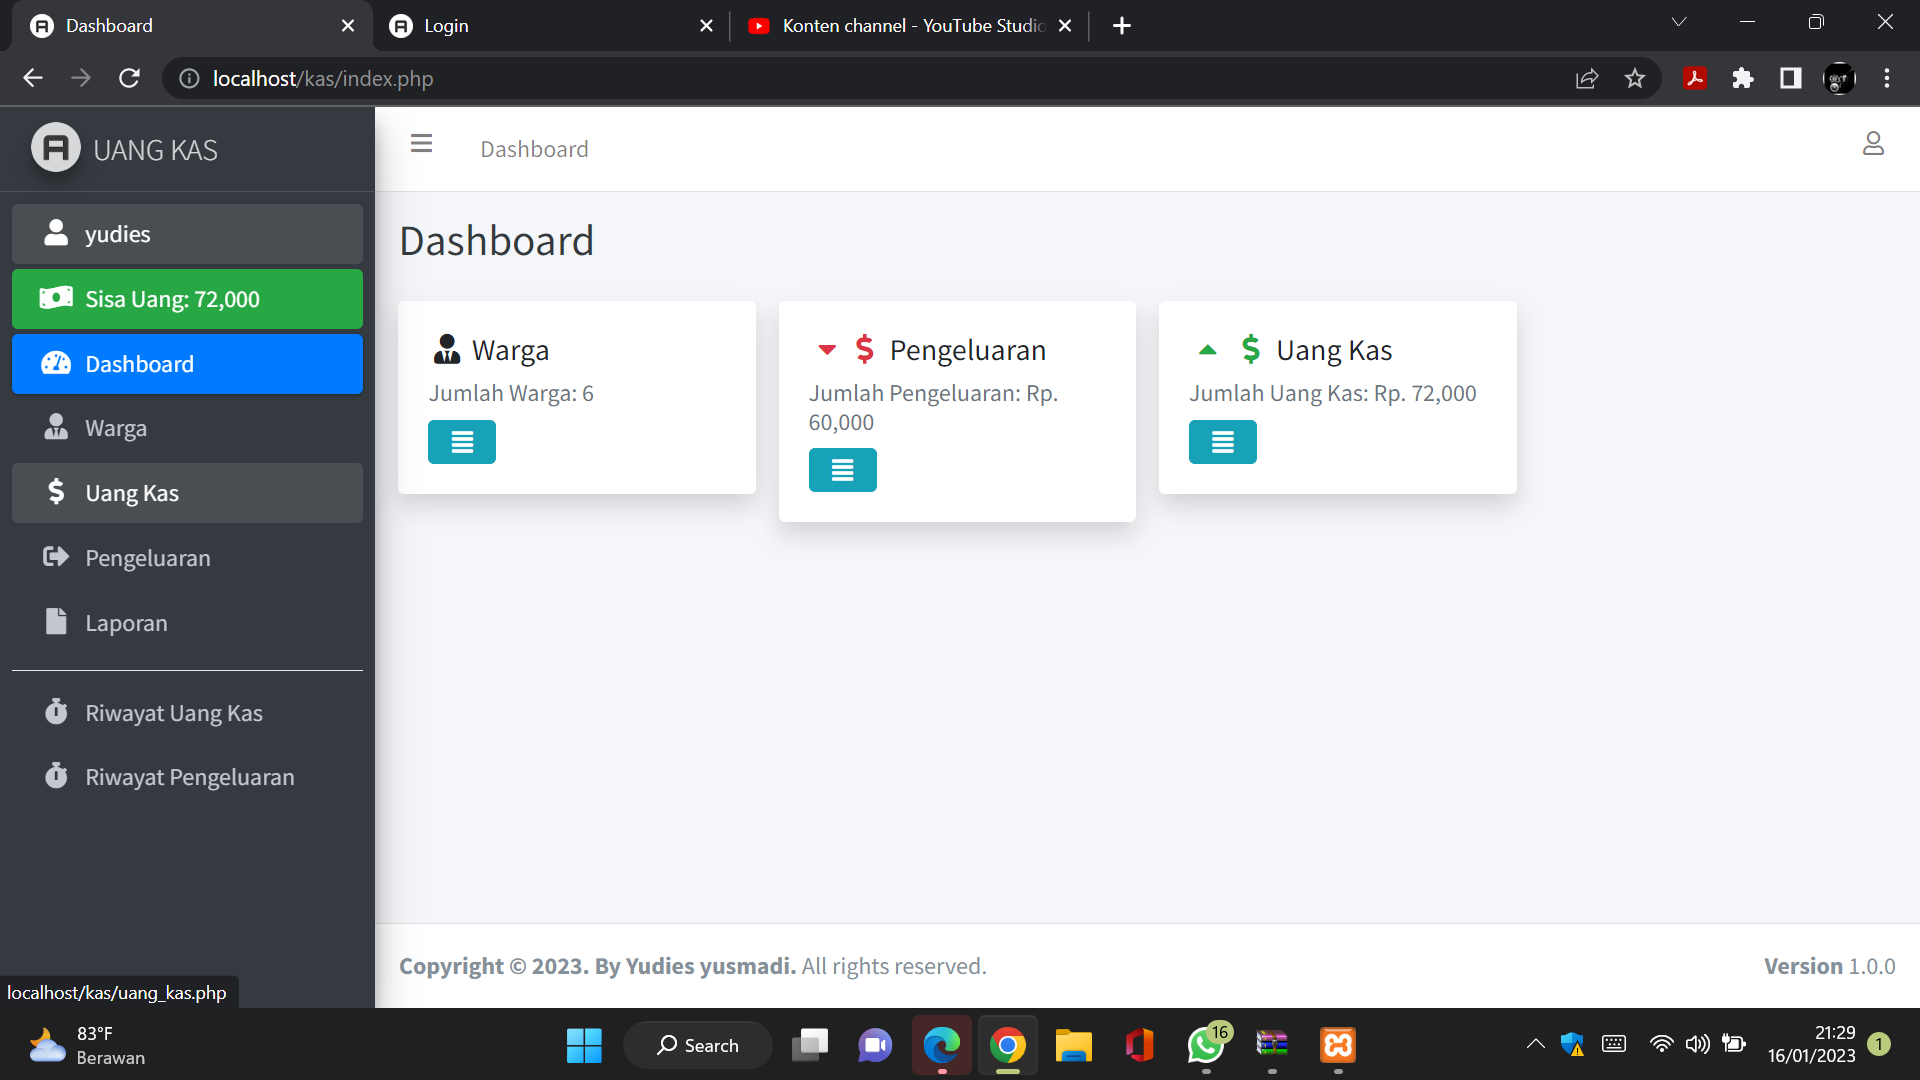 Dashboard
Login
Konten channel - YouTube Studio
localhost/kas/index.php
UANG KAS
Dashboard
yudies
Sisa Uang: 72,000
Dashboard
Warga
Uang Kas
Pengeluaran
Laporan
Riwayat Uang Kas
Riwayat Pengeluaran
Dashboard
Warga
Jumlah Warga: 6
Pengeluaran
Jumlah Pengeluaran: Rp.
60,000
Uang Kas
Jumlah Uang Kas: Rp. 72,000
Copyright © 2023. By Yudies yusmadi. All rights reserved.
Version 1.0.0
localhost/kas/uang_kas.php
83°F
Berawan
Search
16
21:29
16/01/2023
1